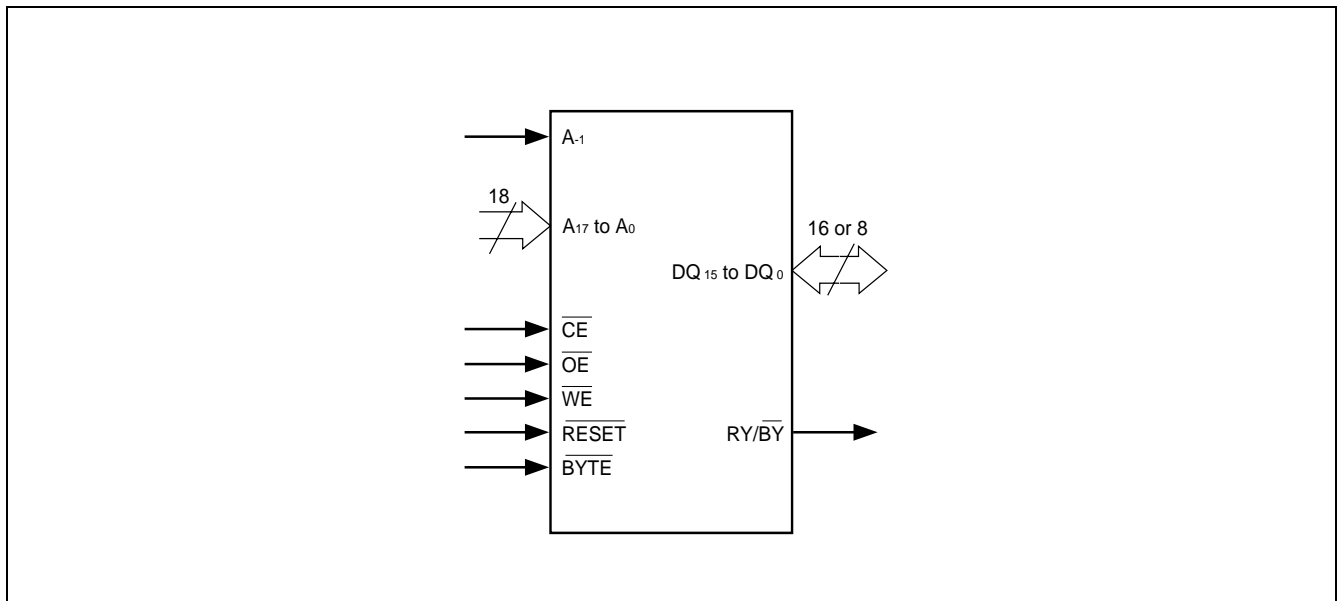 A-1
18
A17 to A0
16 or 8
DQ 15 to DQ 0
CE
OE
WE
RESET
RY/BY
BYTE